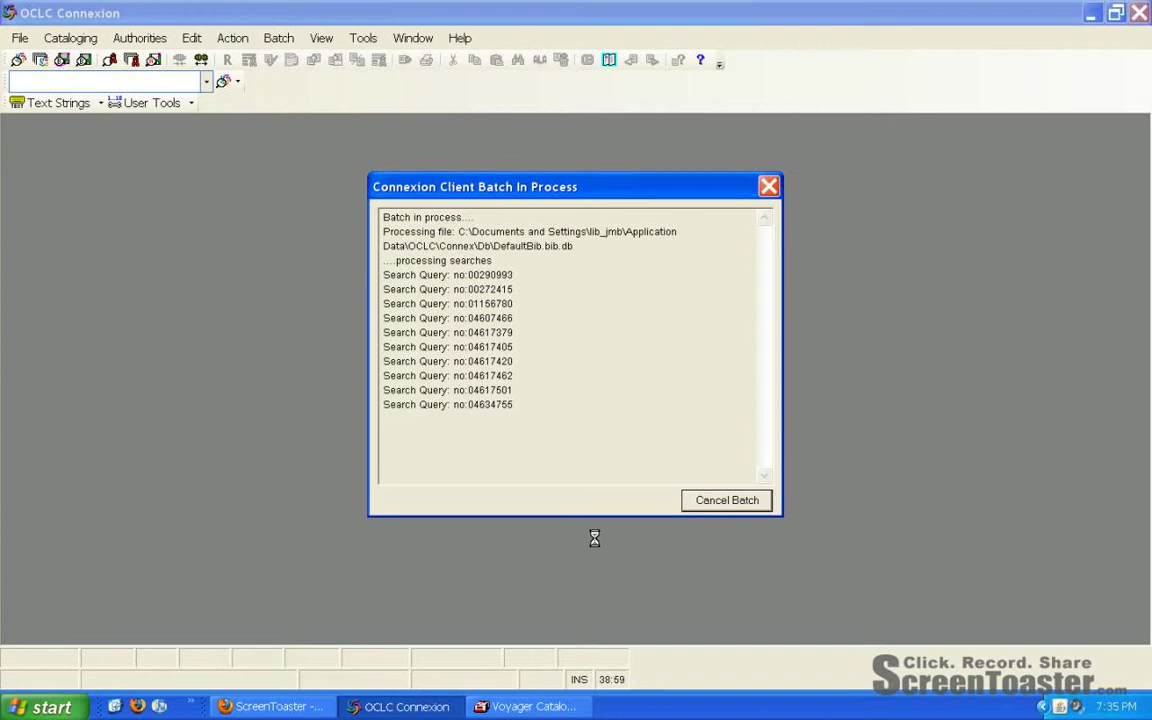 OCLC Connexion
File Cataloging Authorities Edit Action Batch View Tools Window Help
Text Strings User Tools
Connexion Client Batch In Process
Batch in process....
Processing file: C:\Documents and Settings\lib_jmb\Application
Data\OCLC\Connex\Db\DefaultBib.bib.db
....processing searches
Search Query: no:00290993
Search Query: no:00272415
Search Query: no:01156780
Search Query: no:04607466
Search Query: no:04617379
Search Query: no:04617405
Search Query: no:04617420
Search Query: no:04617462
Search Query: no:04617501
Search Query: no:04634755
Cancel Batch
INS 38:59
Click. Record. Share
ScreenToaster.com
start ScreenToaster -... OCLC Connexion Voyager Catalo... 7:35 PM